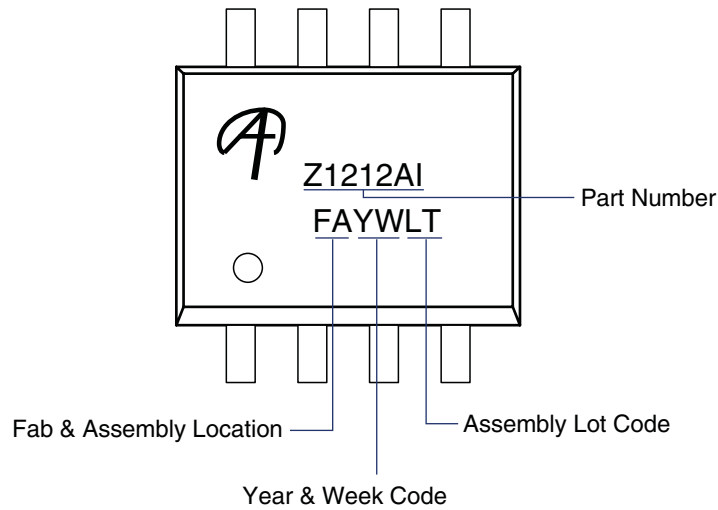 Z1212AI
Part Number
FAYWLT
Fab & Assembly Location
Assembly Lot Code
Year & Week Code